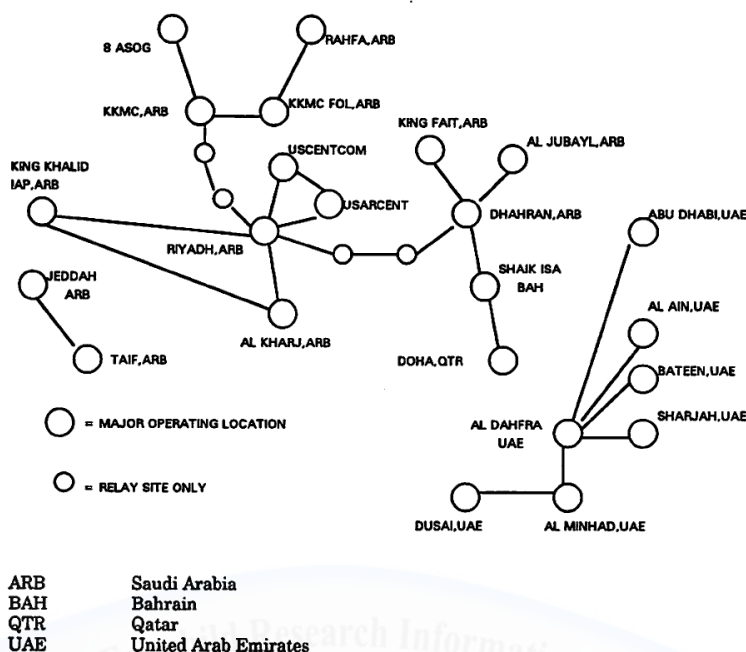 8 ASOG
RAHFA,ARB
KKMC,ARB
KKMC FOL,ARB
KING FAIT,ARB
AL JUBAYL,ARB
USCENTCOM
KING KHALID
IAP,ARB
USARCENT
DHAHRAN,ARB
ABU DHABI,UAE
RIYADH,ARB
JEDDAH
ARB
SHAIK ISA
BAH
AL KHARJ,ARB
AL AIN,UAE
TAIF,ARB
DOHA,QTR
BATEEN,UAE
= MAJOR OPERATING LOCATION
AL DAHFRA
UAE
SHARJAH,UAE
= RELAY SITE ONLY
DUSAI,UAE
AL MINHAD,UAE
ARB Saudi Arabia
BAH Bahrain
QTR Qatar
UAE United Arab Emirates
Research Informati